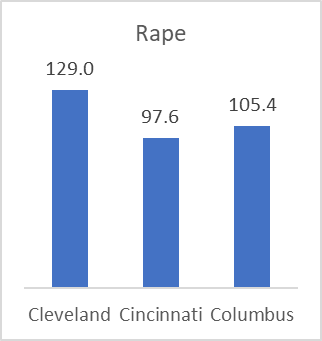 Rape
129.0
97.6
105.4
Cleveland Cincinnati Columbus